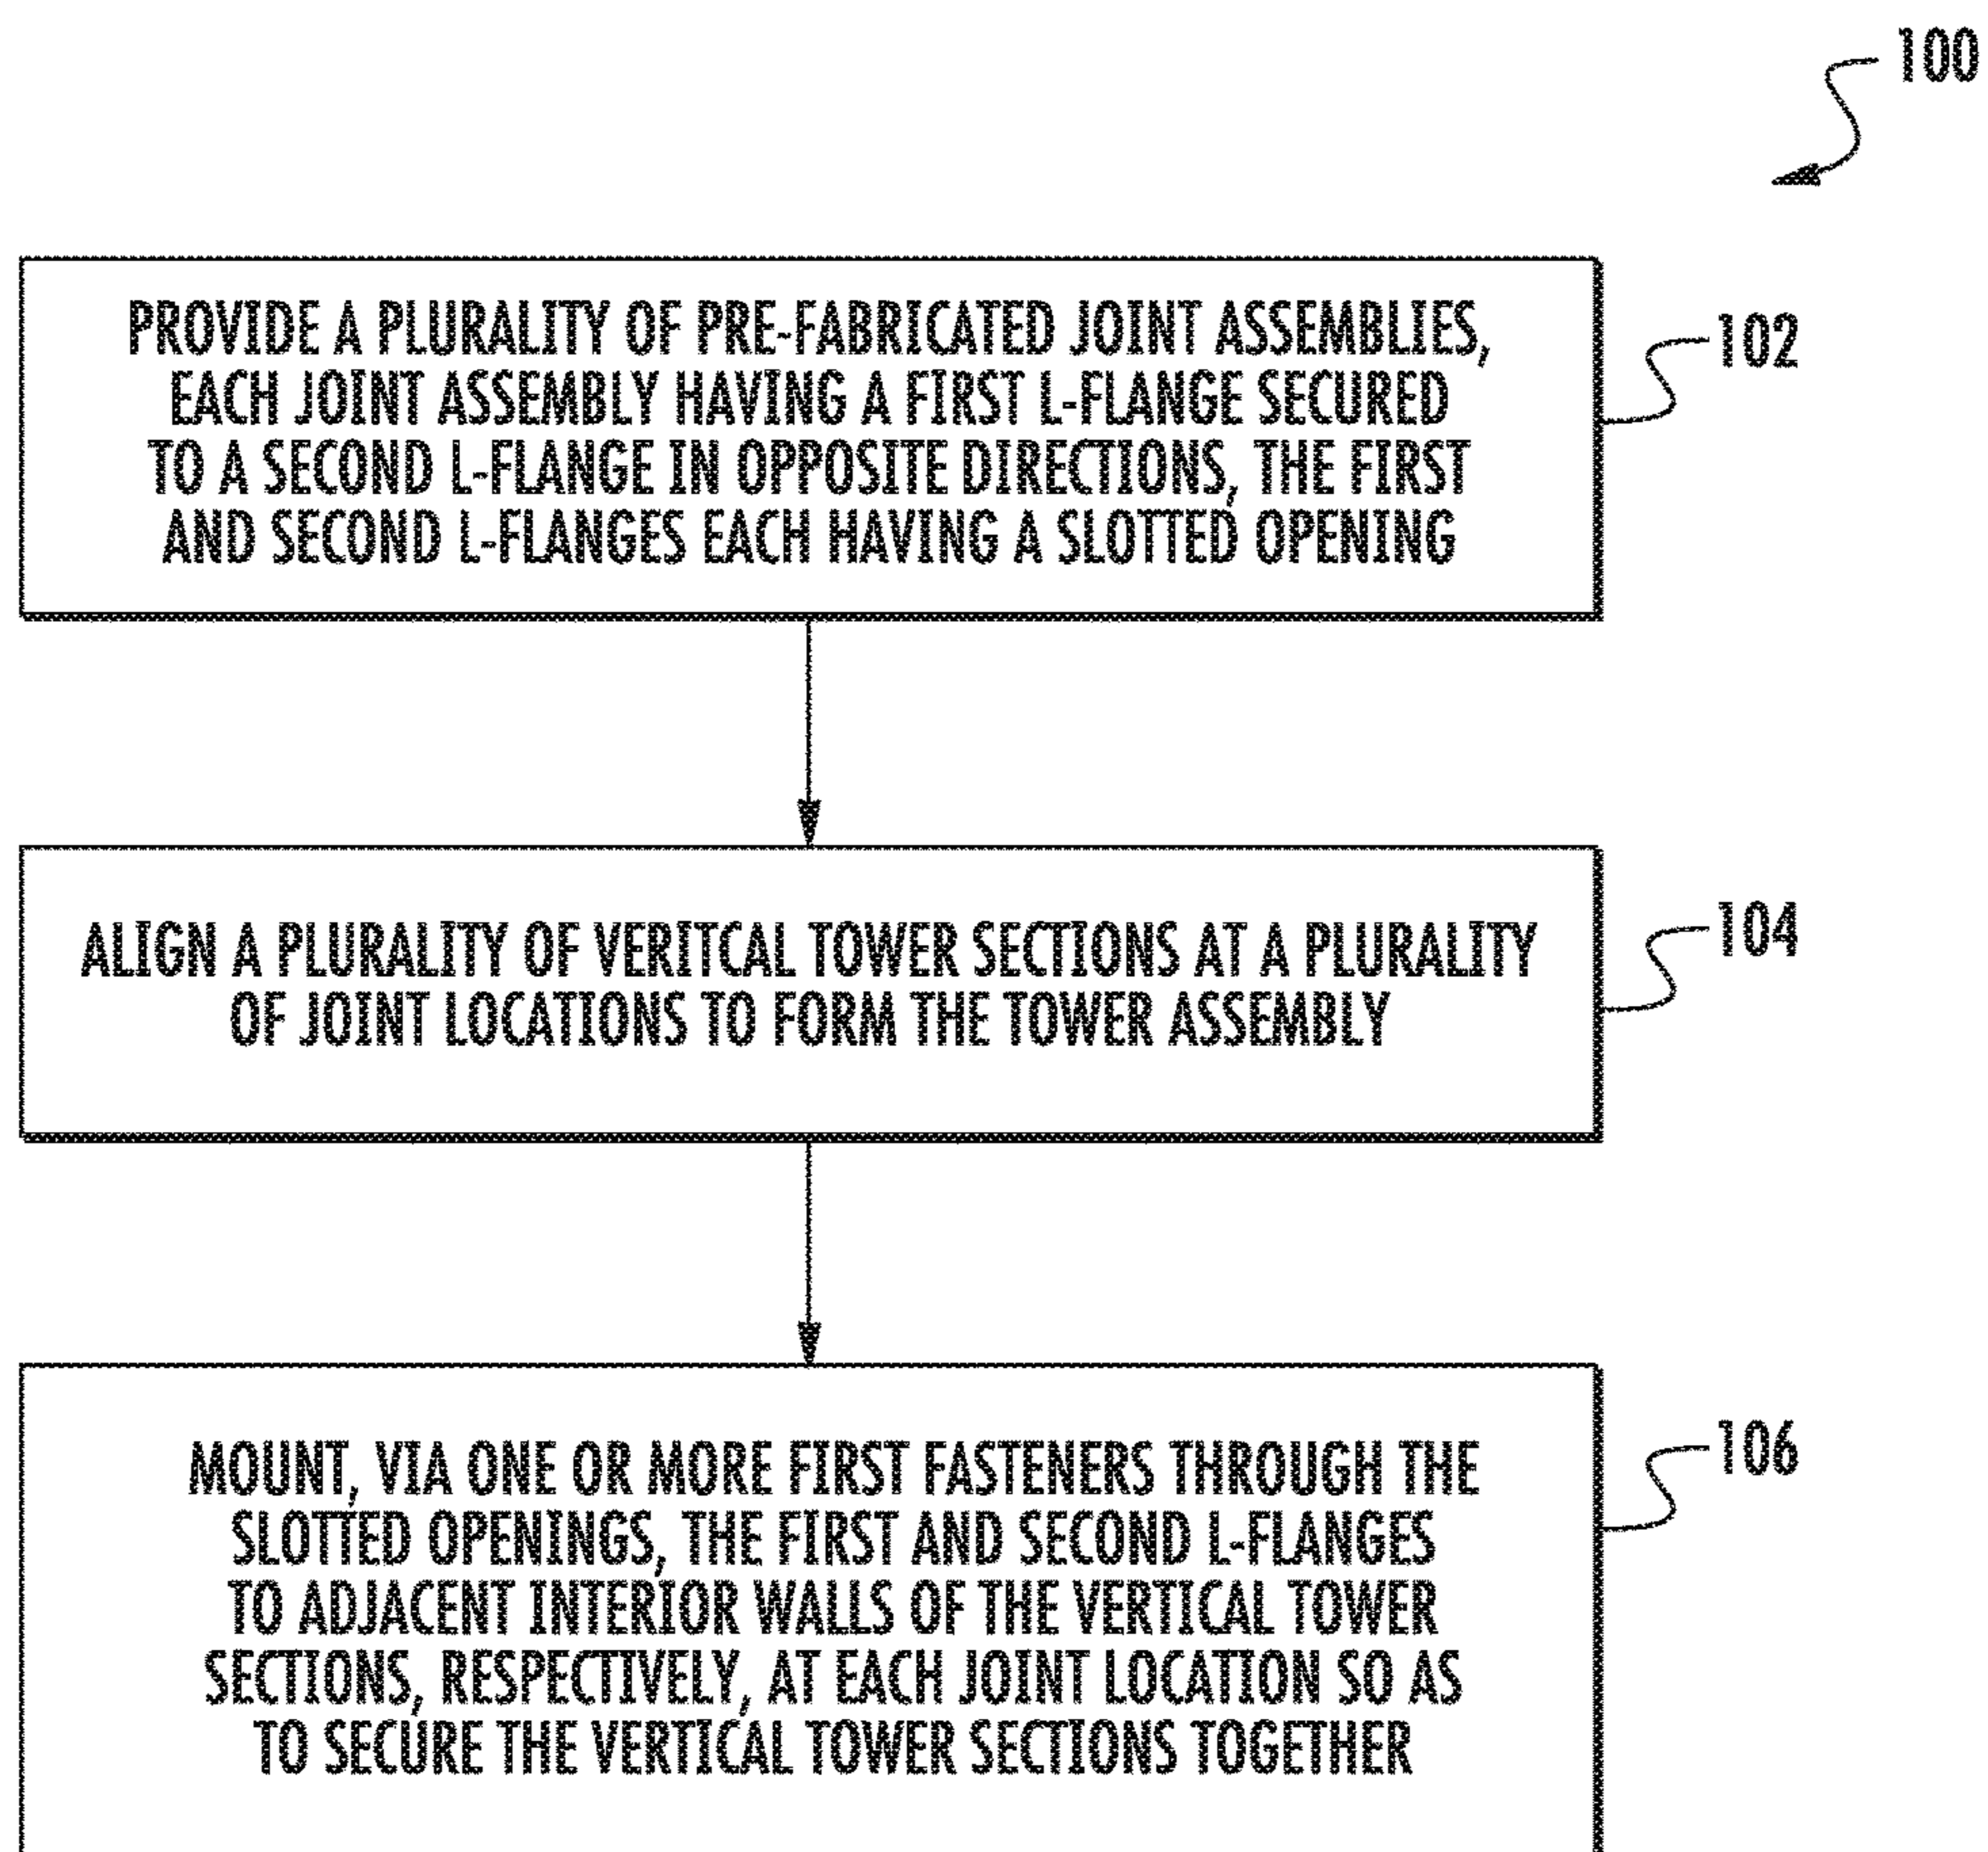 100
PROVIDE A PLURALITY OF PRE-FABRICATED JOINT ASSEMBLIES,
EACH JOINT ASSEMBLY HAVING A FIRST L-FLANGE SECURED
TO A SECOND L-FLANGE IN OPPOSITE DIRECTIONS, THE FIRST
AND SECOND L-FLANGES EACH HAVING A SLOTTED OPENING
102
ALIGN A PLURALITY OF VERITCAL TOWER SECTIONS AT A PLURALITY
OF JOINT LOCATIONS TO FORM THE TOWER ASSEMBLY
104
MOUNT, VIA ONE OR MORE FIRST FASTENERS THROUGH THE
SLOTTED OPENINGS, THE FIRST AND SECOND L-FLANGES
TO ADJACENT INTERIOR WALLS OF THE VERTICAL TOWER
SECTIONS, RESPECTIVELY, AT EACH JOINT LOCATION SO AS
TO SECURE THE VERTICAL TOWER SECTIONS TOGETHER
106